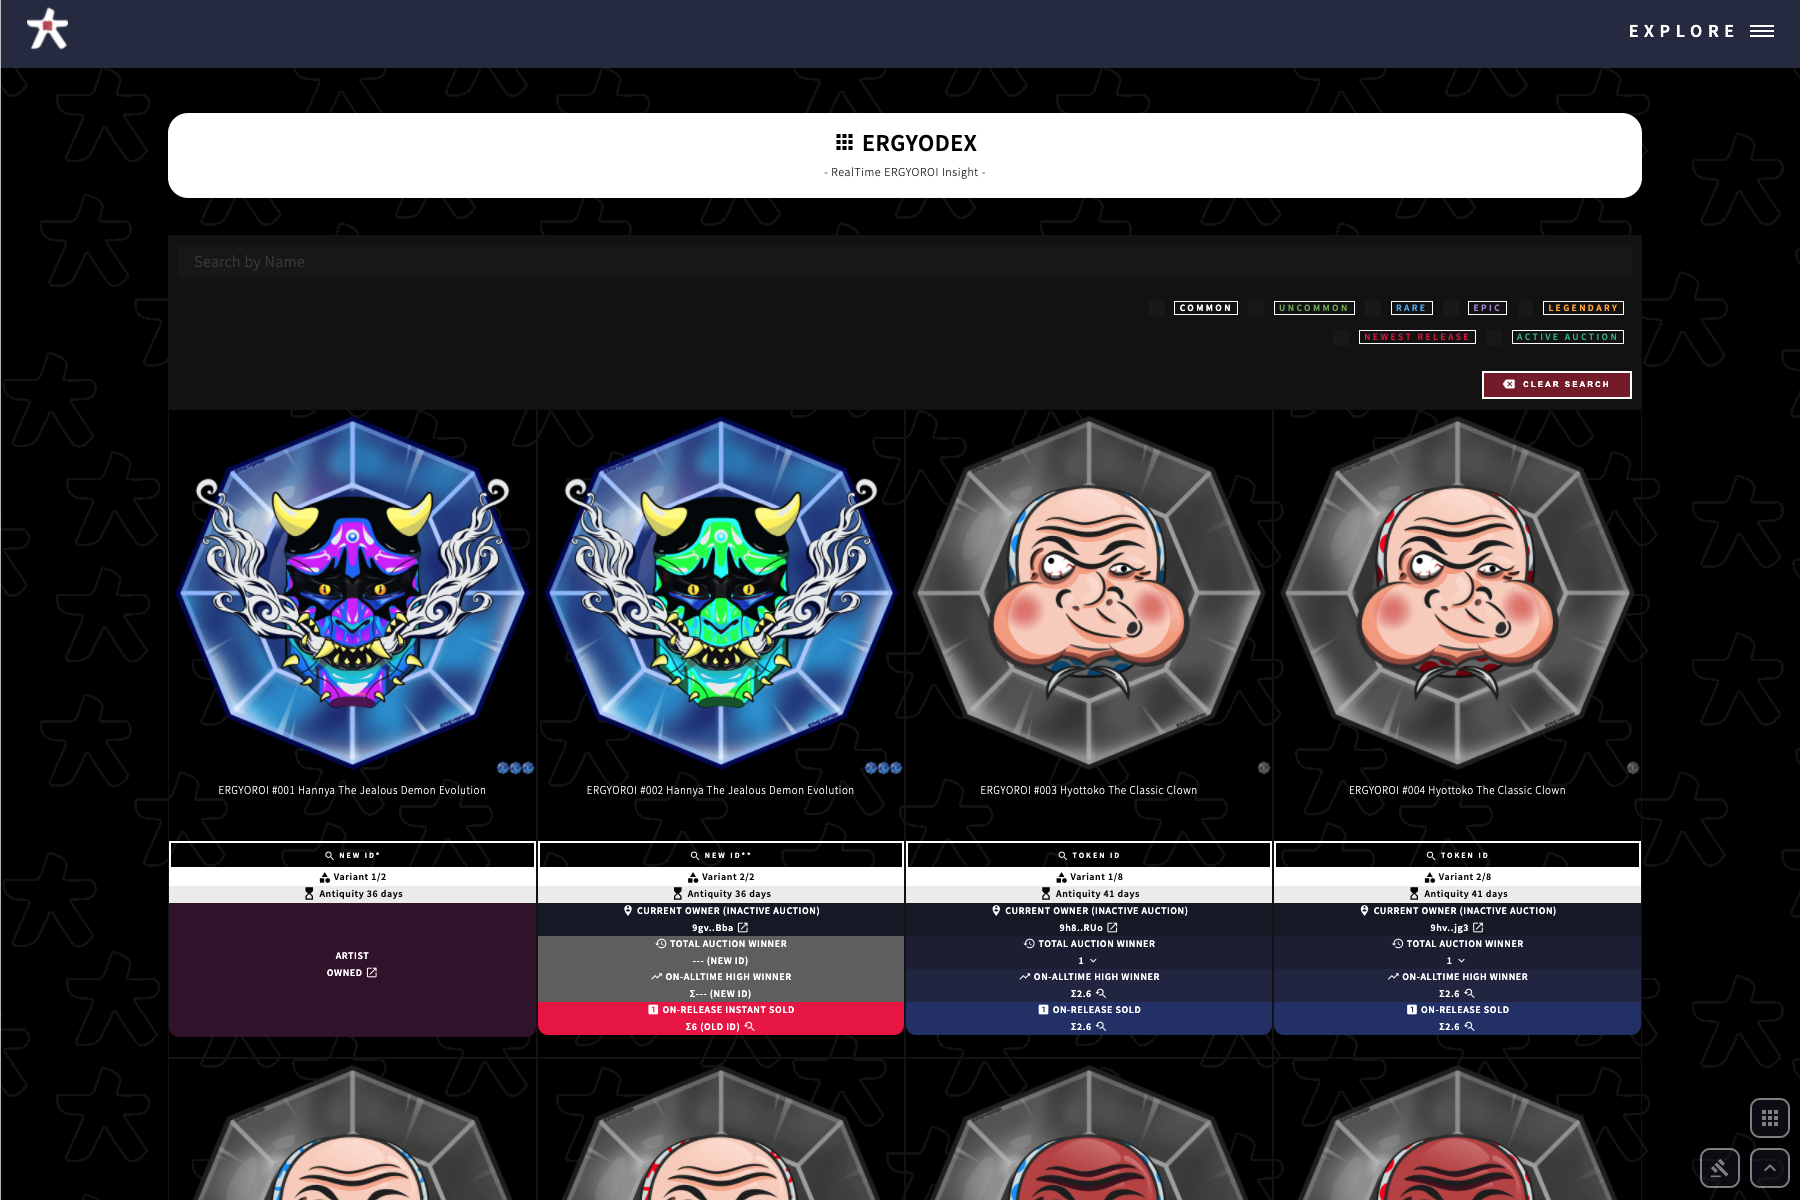 EXPLORE
ERGYODEX
- RealTime ERGYOROI Insight -
Search by Name
COMMON UNCOMMON RARE EPIC LEGENDARY
NEWEST RELEASE ACTIVE AUCTION
CLEAR SEARCH
ERGYOROI #001 Hannya The Jealous Demon Evolution
NEW ID*
Variant 1/2
Antiquity 36 days
ARTIST
OWNED
ERGYOROI #002 Hannya The Jealous Demon Evolution
NEW ID**
Variant 2/2
Antiquity 36 days
CURRENT OWNER (INACTIVE AUCTION)
9gv..Bba
TOTAL AUCTION WINNER
--- (NEW ID)
ON-ALLTIME HIGH WINNER
Σ--- (NEW ID)
1 ON-RELEASE INSTANT SOLD
Σ6 (OLD ID)
ERGYOROI #003 Hyottoko The Classic Clown
TOKEN ID
Variant 1/8
Antiquity 41 days
CURRENT OWNER (INACTIVE AUCTION)
9h8..RUo
TOTAL AUCTION WINNER
1
ON-ALLTIME HIGH WINNER
Σ2.6
1 ON-RELEASE SOLD
Σ2.6
ERGYOROI #004 Hyottoko The Classic Clown
TOKEN ID
Variant 2/8
Antiquity 41 days
CURRENT OWNER (INACTIVE AUCTION)
9hv..jg3
TOTAL AUCTION WINNER
1
ON-ALLTIME HIGH WINNER
Σ2.6
1 ON-RELEASE SOLD
Σ2.6